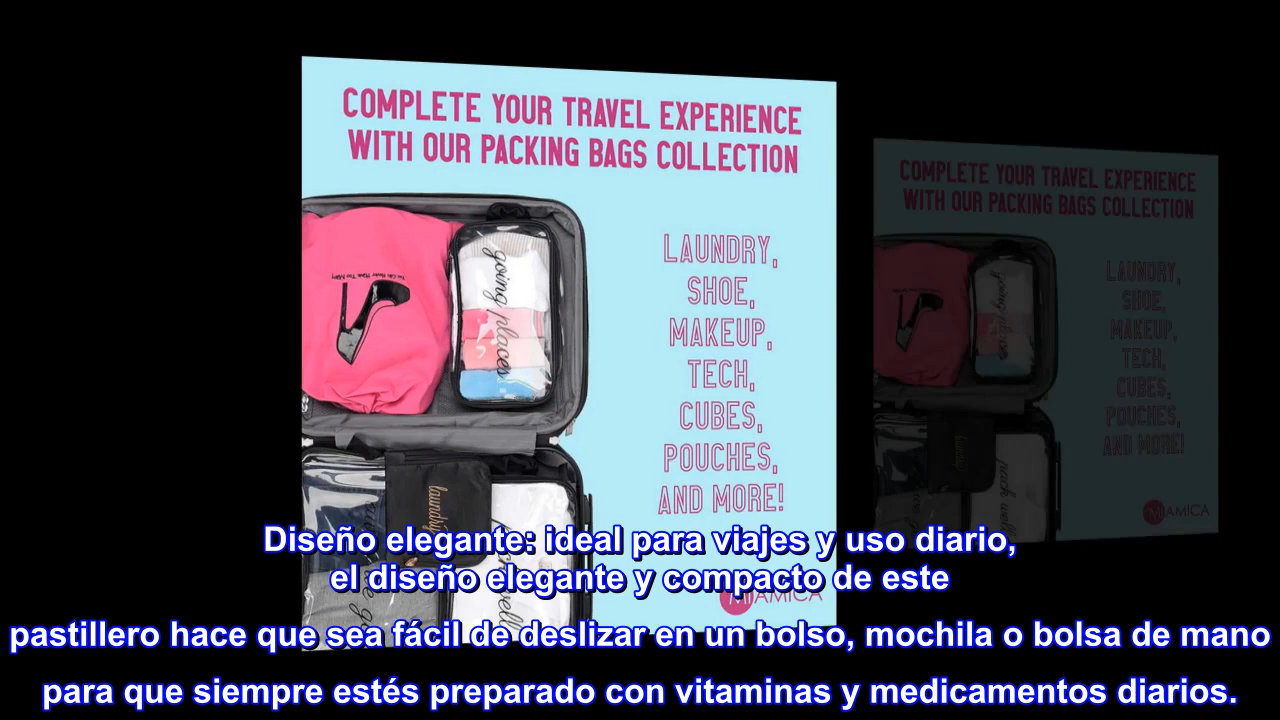 COMPLETE YOUR TRAVEL EXPERIENCE
WITH OUR PACKING BAGS COLLECTION
going places
LAUNDRY,
SHOE,
MAKEUP,
TECH,
CUBES,
POUCHES,
AND MORE!
laundry
MIAMICA
COMPLETE YOUR TRAVEL EXPERIENCE
WITH OUR PACKING BAGS COLLECTION
LAUNDRY,
SHOE,
MAKEUP,
TECH,
CUBES,
POUCHES,
AND MORE!
MIAMICA
Diseño elegante: ideal para viajes y uso diario,
el diseño elegante y compacto de este
pastillero hace que sea fácil de deslizar en un bolso, mochila o bolsa de mano
para que siempre estés preparado con vitaminas y medicamentos diarios.